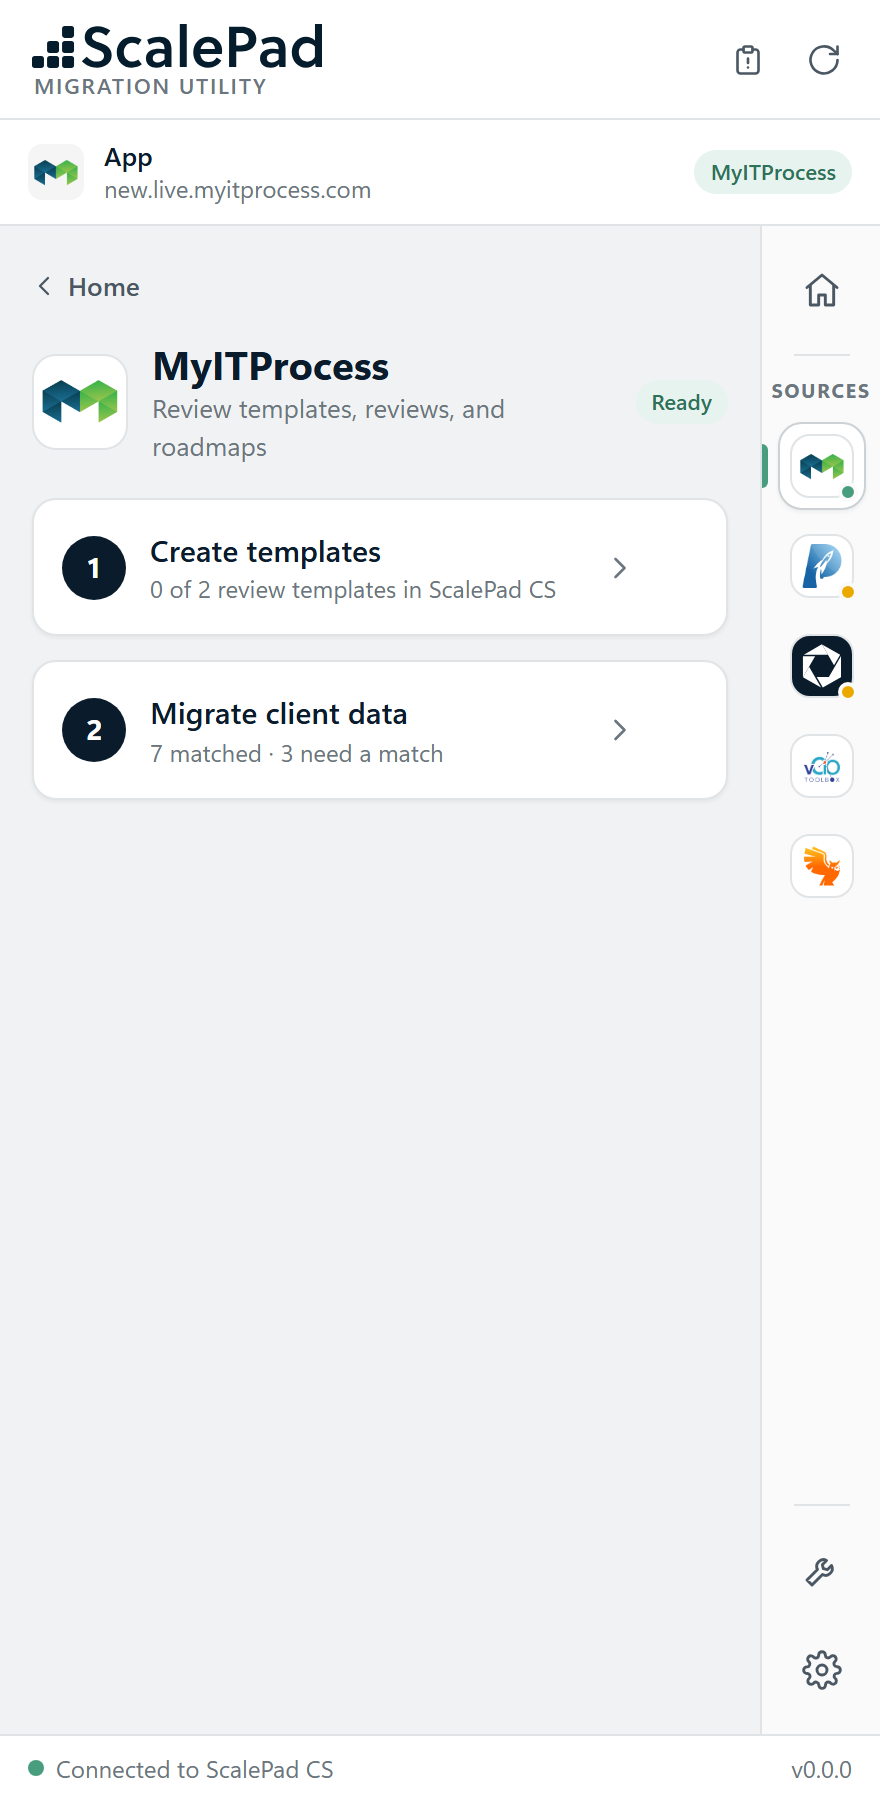 ScalePad
MIGRATION UTILITY
App
new.live.myitprocess.com
MyITProcess
Home
MyITProcess
Review templates, reviews, and
roadmaps
Ready
1
Create templates
0 of 2 review templates in ScalePad CS
2
Migrate client data
7 matched · 3 need a match
SOURCES
vCIO
TOOLBOX
Connected to ScalePad CS
v0.0.0